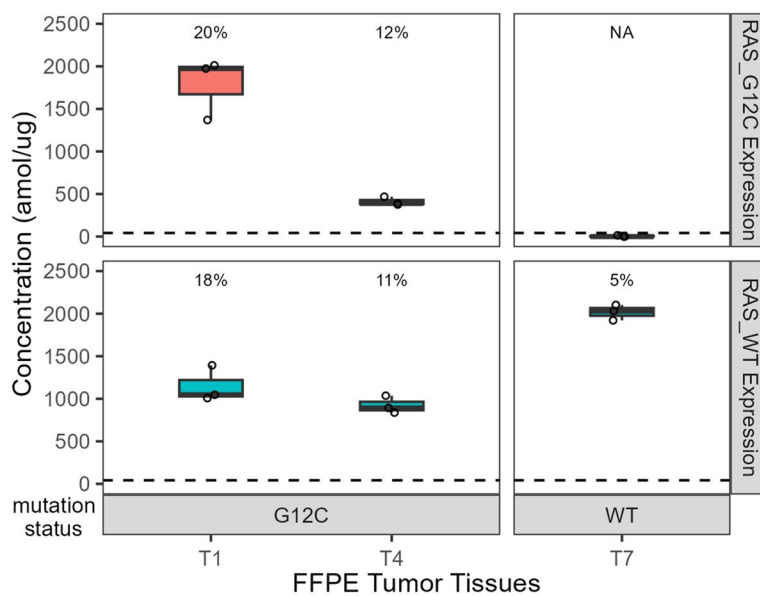 2500
2000
1500
1000
500
0
20%
12%
NA
RAS_G12C Expression
Concentration (amol/ug)
2500
2000
1500
1000
500
0
18%
11%
5%
RAS_WT Expression
mutation
status
G12C
WT
T1
T4
T7
FFPE Tumor Tissues